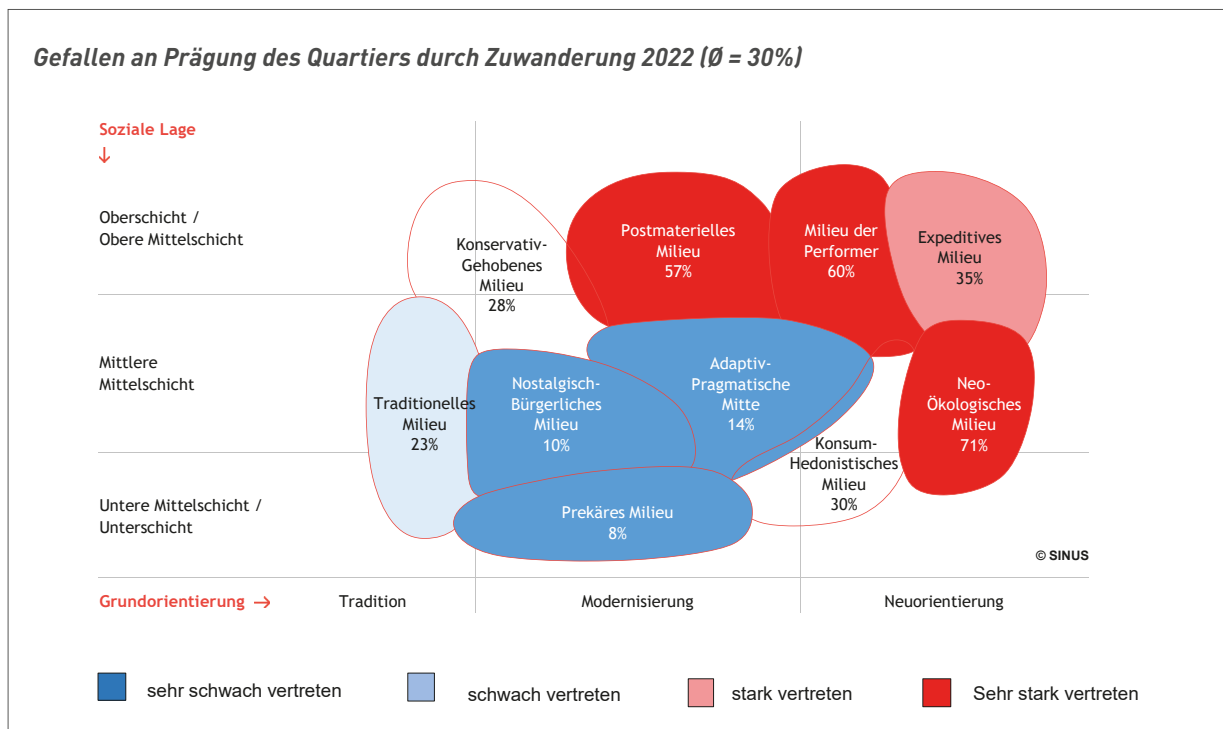 Gefallen an Prägung des Quartiers durch Zuwanderung 2022 (Ø = 30%)
Soziale Lage
↓
Oberschicht /
Obere Mittelschicht
Konservativ-
Gehobenes
Milieu
28%
Postmaterielles
Milieu
57%
Milieu der
Performer
60%
Expeditives
Milieu
35%
Mittlere
Mittelschicht
Traditionelles
Milieu
23%
Nostalgisch-
Bürgerliches
Milieu
10%
Adaptiv-
Pragmatische
Mitte
14%
Neo-
Ökologisches
Milieu
71%
Konsum-
Hedonistisches
Milieu
30%
Untere Mittelschicht /
Unterschicht
Prekäres Milieu
8%
© SINUS
Grundorientierung →
Tradition
Modernisierung
Neuorientierung
sehr schwach vertreten
schwach vertreten
stark vertreten
Sehr stark vertreten